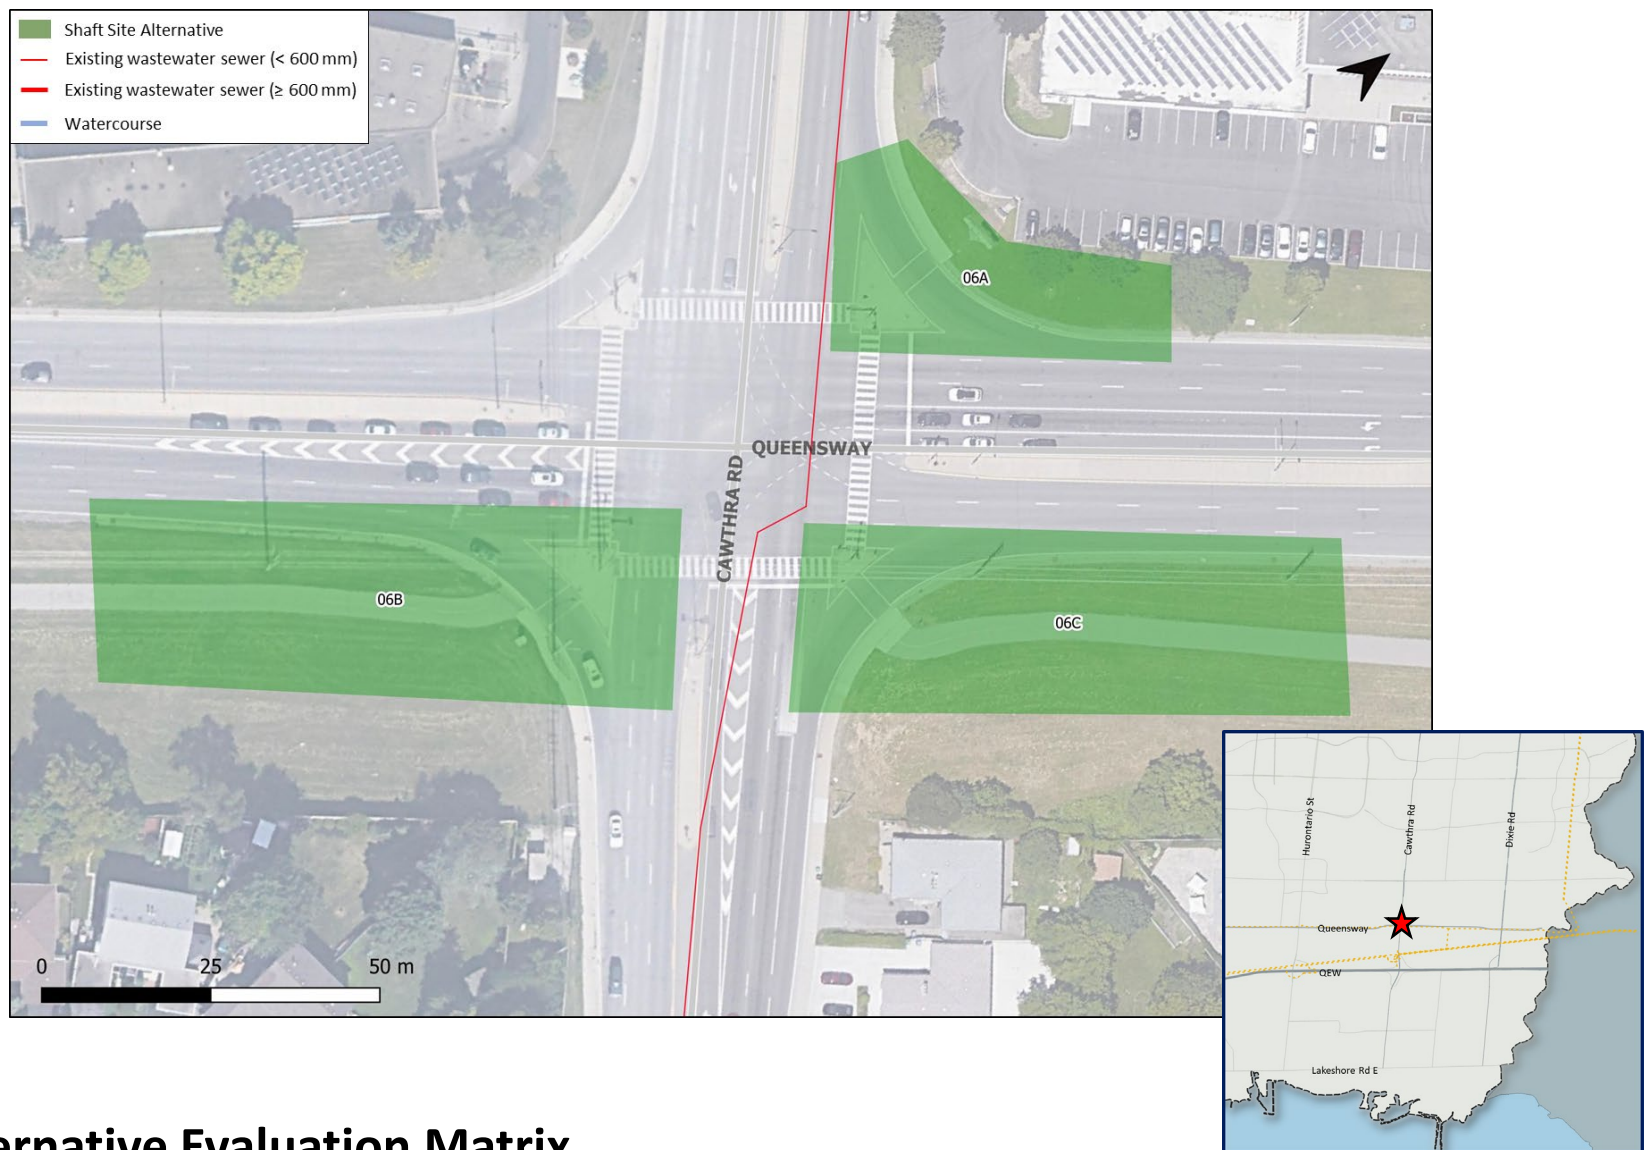 Shaft Site Alternative
Existing wastewater sewer (< 600 mm)
Existing wastewater sewer (≥ 600 mm)
Watercourse
06A
QUEENSWAY
CAWTHRA RD
06B
06C
0 25 50 m
Hurontario St
Cawthra Rd
Dixie Rd
Queensway
QEW
Lakeshore Rd E
ernative Evaluation Matrix